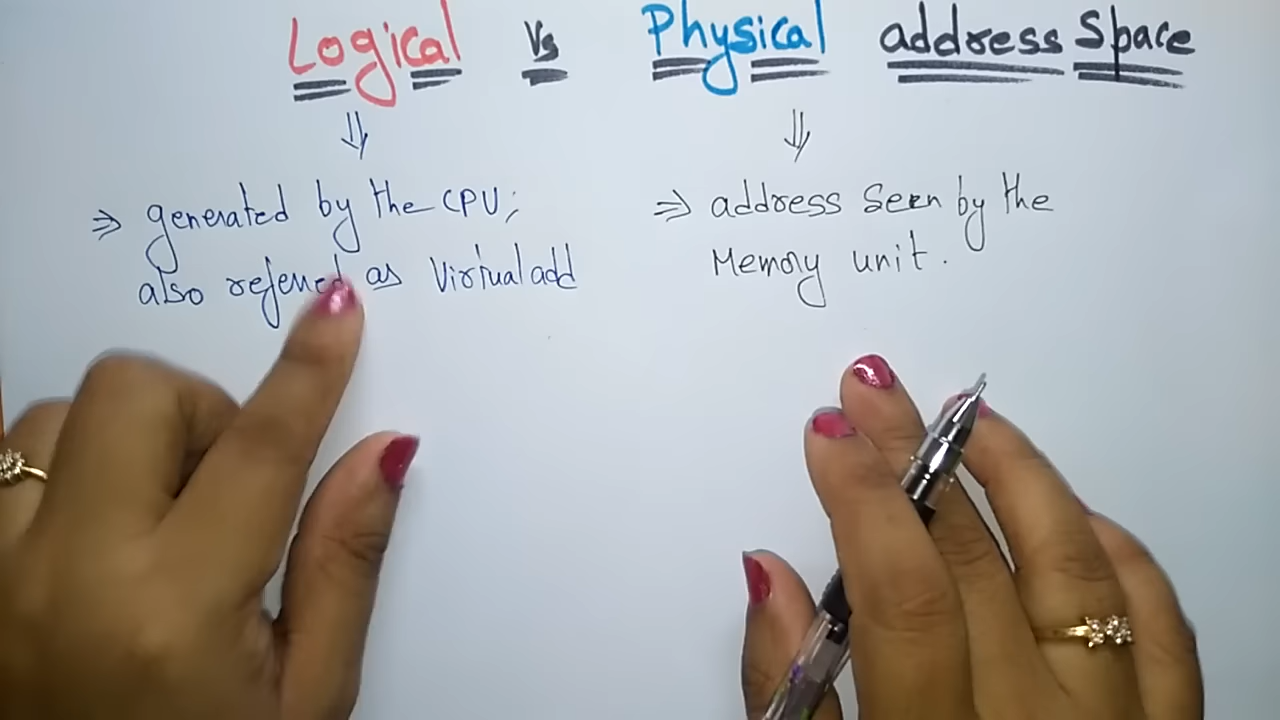 Logical Vs Physical address Space
⇒ generated by the CPU;
also referred as Virtual add
⇒ address seen by the
Memory unit.